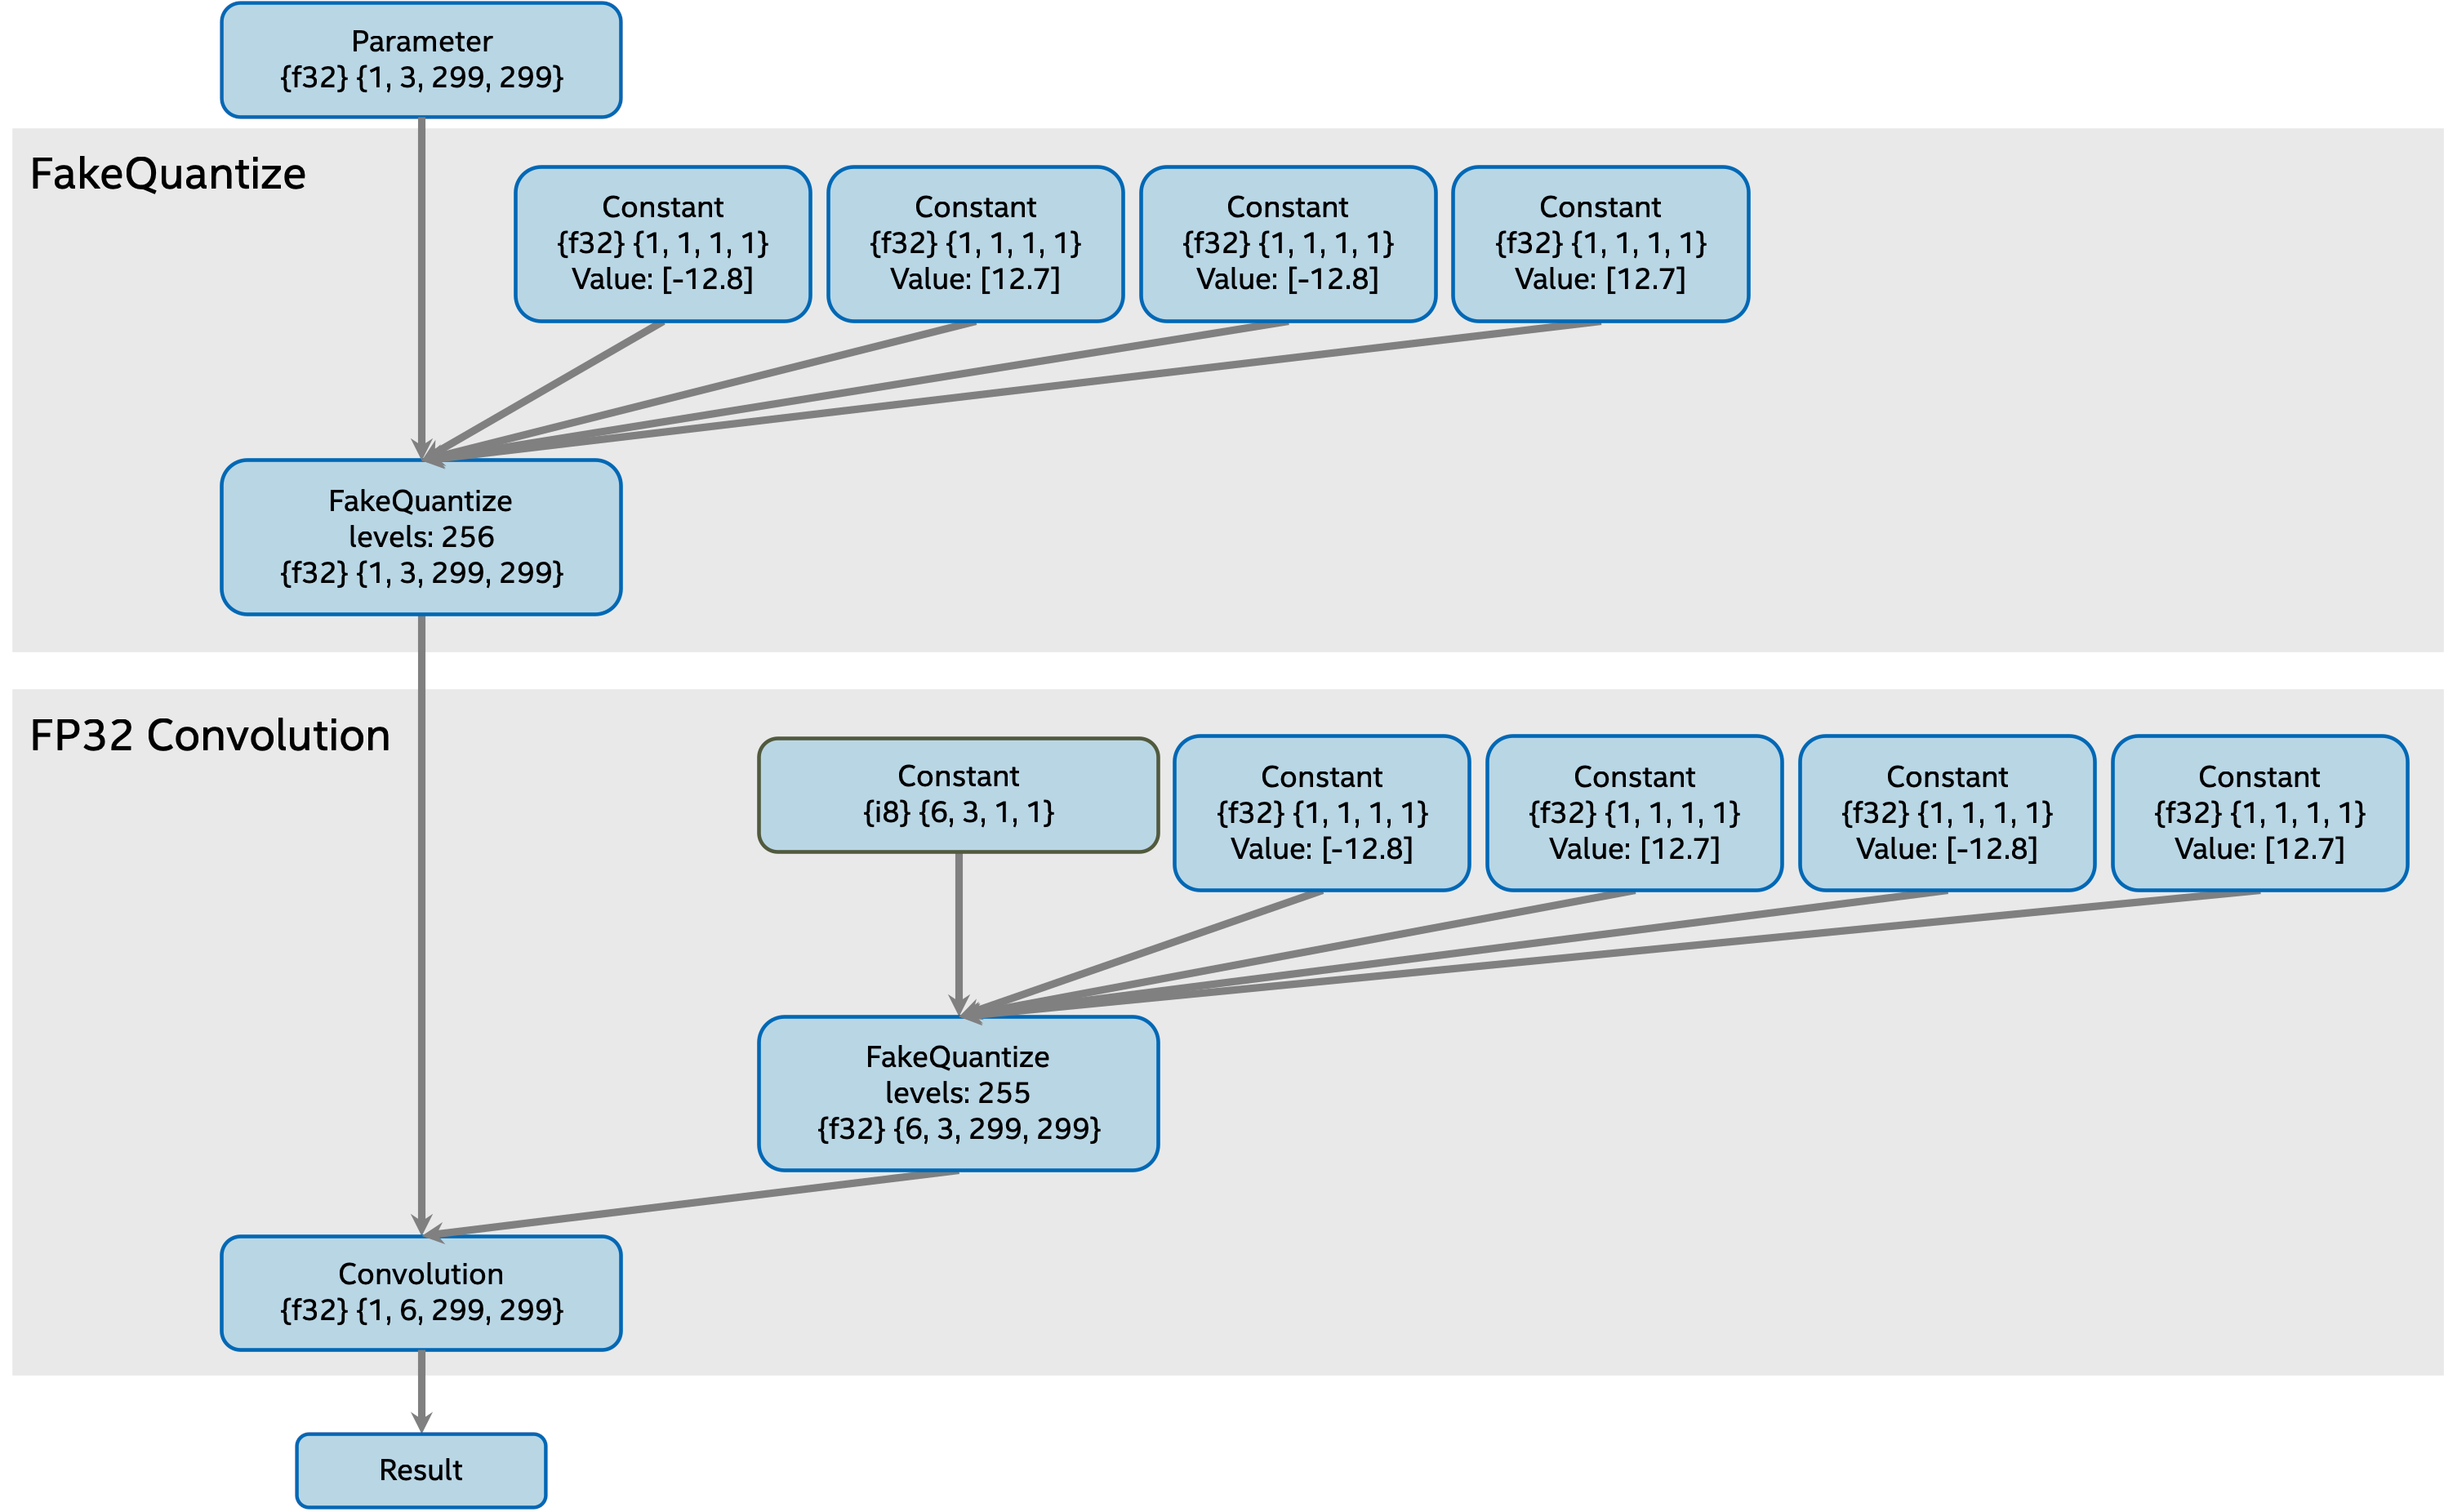 Parameter
{f32} {1, 3, 299, 299}
FakeQuantize
Constant
{f32} {1, 1, 1, 1}
Value: [-12.8]
Constant
{f32} {1, 1, 1, 1}
Value: [12.7]
Constant
{f32} {1, 1, 1, 1}
Value: [-12.8]
Constant
{f32} {1, 1, 1, 1}
Value: [12.7]
FakeQuantize
levels: 256
{f32} {1, 3, 299, 299}
FP32 Convolution
Constant
{i8} {6, 3, 1, 1}
Constant
{f32} {1, 1, 1, 1}
Value: [-12.8]
Constant
{f32} {1, 1, 1, 1}
Value: [12.7]
Constant
{f32} {1, 1, 1, 1}
Value: [-12.8]
Constant
{f32} {1, 1, 1, 1}
Value: [12.7]
FakeQuantize
levels: 255
{f32} {6, 3, 299, 299}
Convolution
{f32} {1, 6, 299, 299}
Result